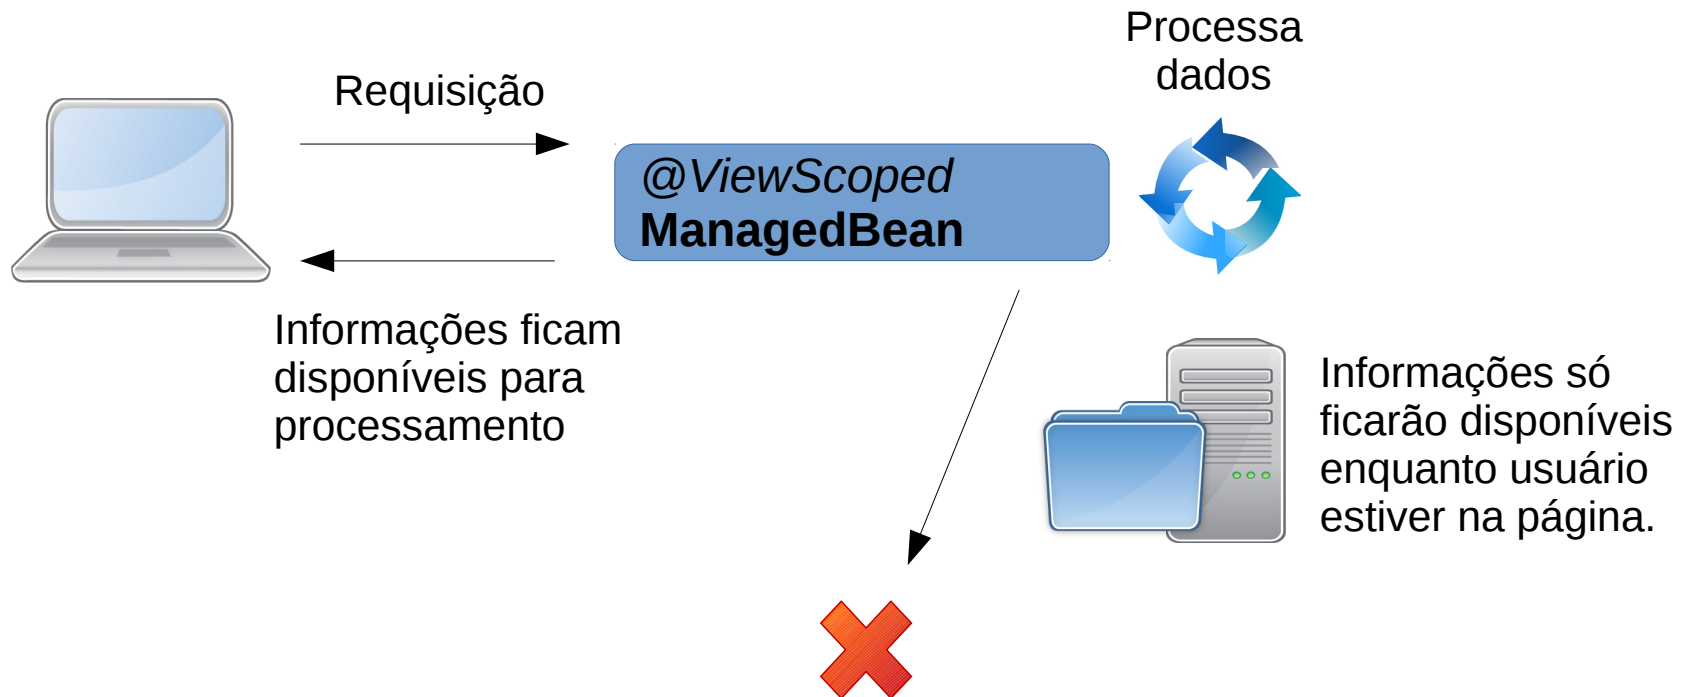 Processa
dados
Requisição
@ViewScoped
ManagedBean
Informações ficam
disponíveis para
processamento
Informações só
ficarão disponíveis
enquanto usuário
estiver na página.